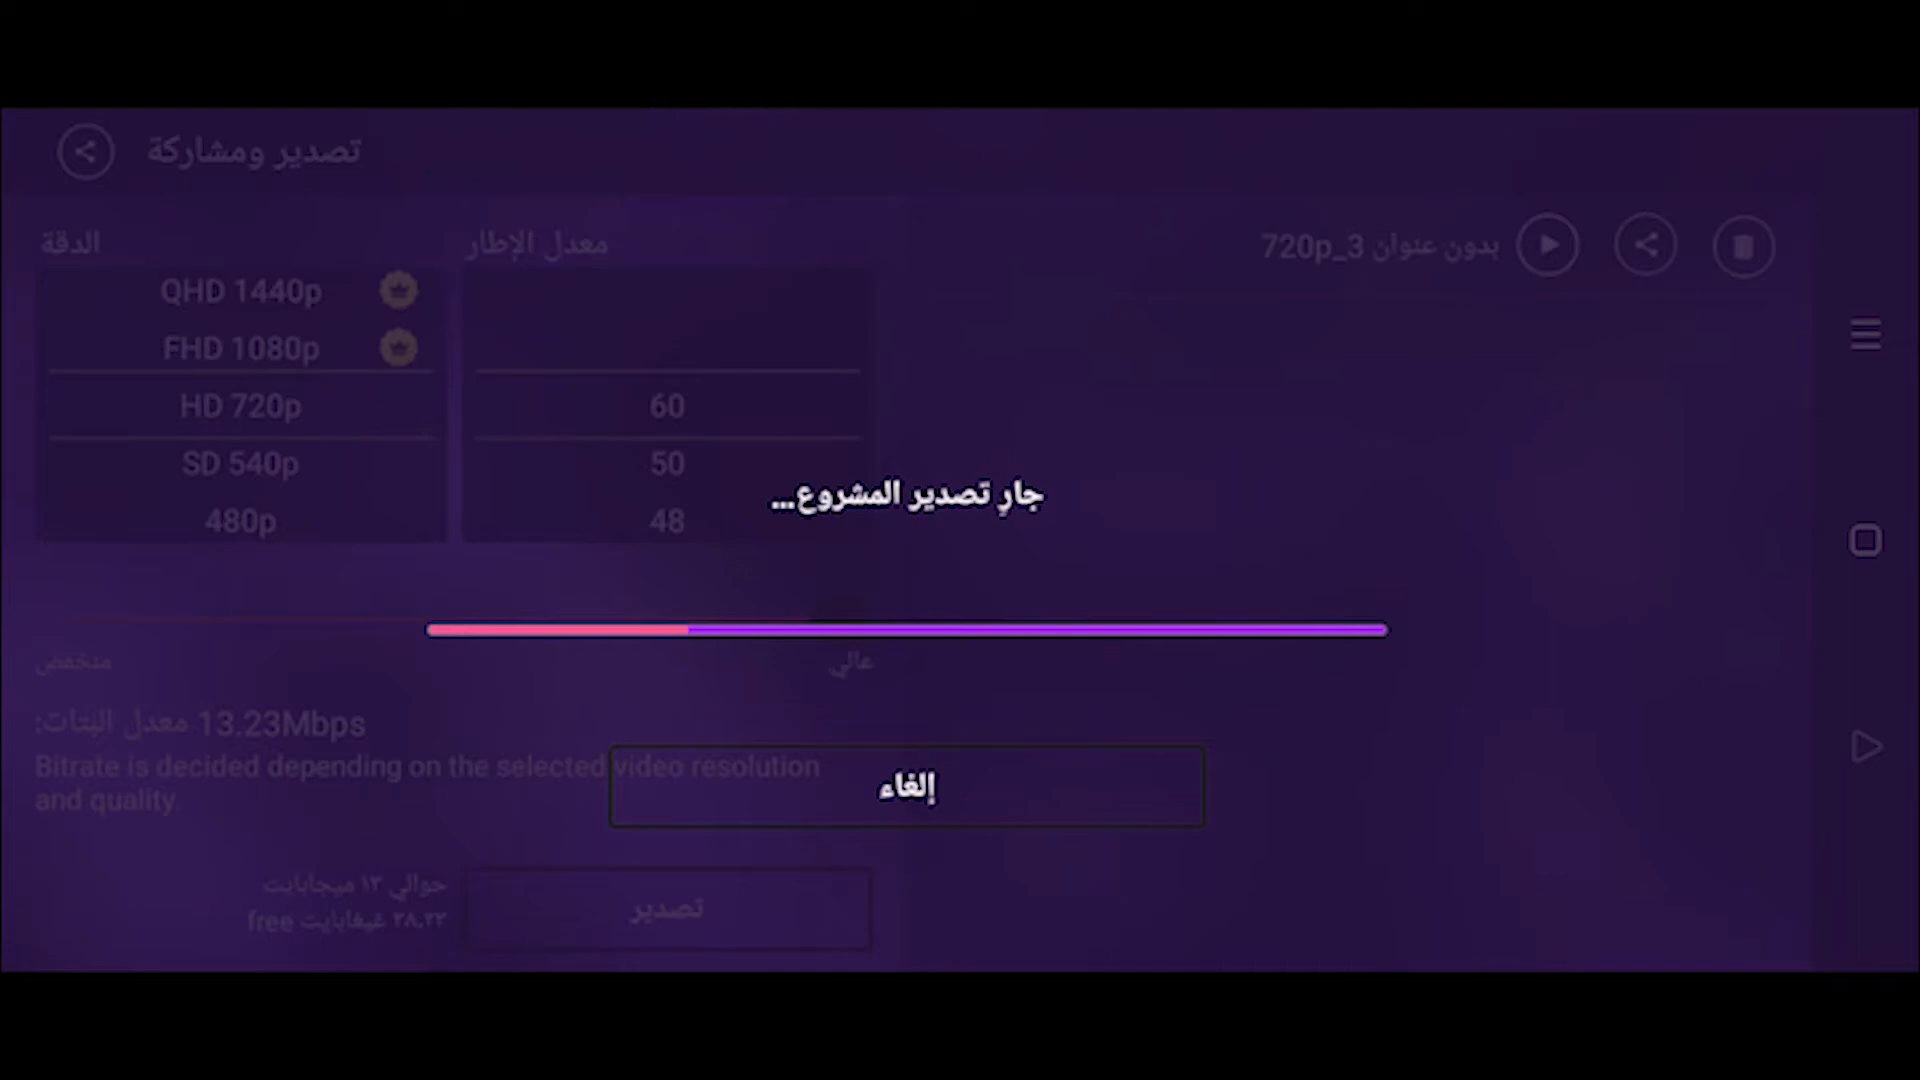 تصدير ومشاركة
الدقة
معدل الإطار
QHD 1440p
FHD 1080p
HD 720p
SD 540p
480p
60
50
48
بدون عنوان 720p_3
جارِ تصدير المشروع...
منخفض
عالي
معدل البتات: 13.23Mbps
Bitrate is decided depending on the selected video resolution
and quality
إلغاء
حوالي ١٣ ميجابايت
٢٨,٢٣ غيغابايت free
تصدير